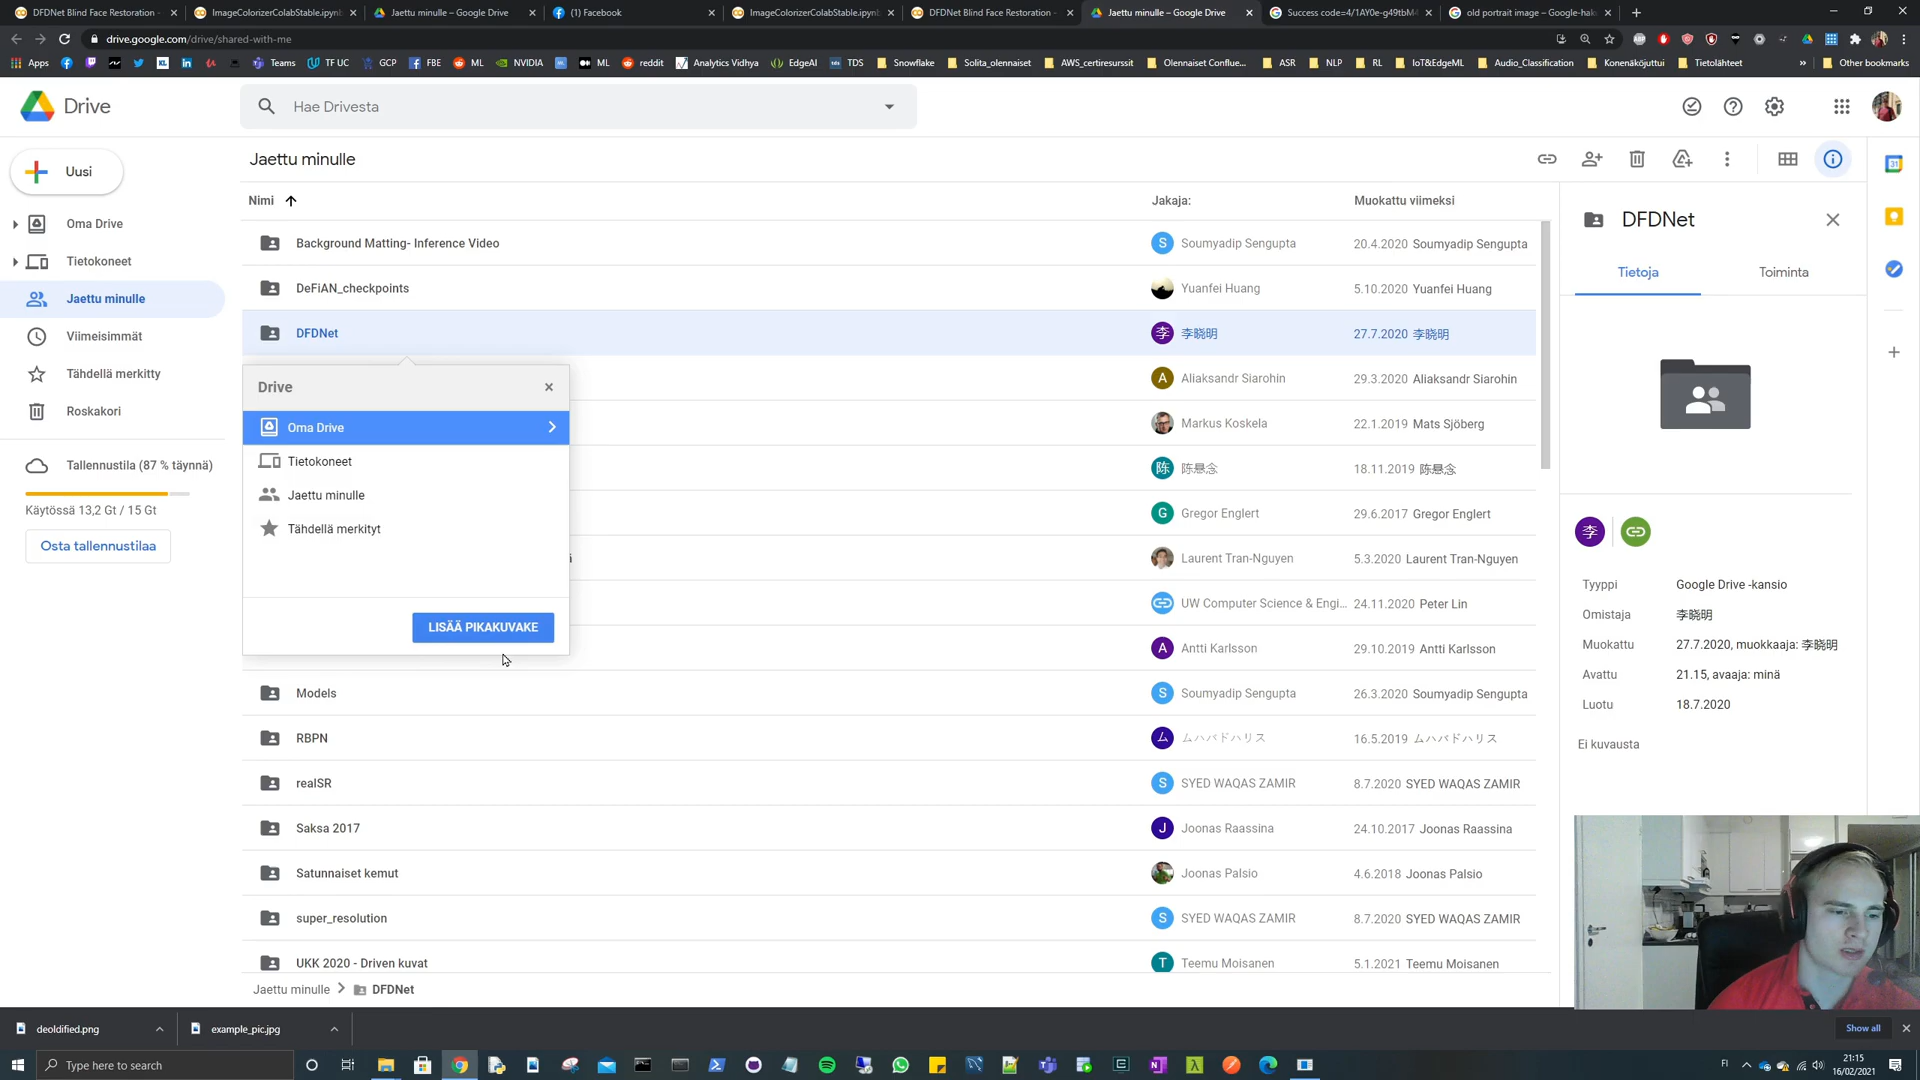 DFDNet Blind Face Restoration -
ImageColorizerColabStable.ipynb
Jaettu minulle – Google Drive
(1) Facebook
ImageColorizerColabStable.ipynb
DFDNet Blind Face Restoration -
Jaettu minulle – Google Drive
Success code=4/1AY0e-g49tbM
old portrait image – Google-hak
drive.google.com/drive/shared-with-me
Apps
Teams
TF UC
GCP
FBE
ML
NVIDIA
ML
reddit
Analytics Vidhya
EdgeAI
TDS
Snowflake
Solita_olennaiset
AWS_certiresurssit
Olennaiset Conflue...
ASR
NLP
RL
IoT&EdgeML
Audio_Classification
Konenäköjuttui
Tietolähteet
Other bookmarks
Drive
Hae Drivesta
Uusi
Oma Drive
Tietokoneet
Jaettu minulle
Viimeisimmät
Tähdellä merkitty
Roskakori
Tallennustila (87 % täynnä)
Käytössä 13,2 Gt / 15 Gt
Osta tallennustilaa
Jaettu minulle
Nimi
Jakaja:
Muokattu viimeksi
Background Matting- Inference Video
S Soumyadip Sengupta
20.4.2020 Soumyadip Sengupta
DeFiAN_checkpoints
Yuanfei Huang
5.10.2020 Yuanfei Huang
DFDNet
李 李晓明
27.7.2020 李晓明
A Aliaksandr Siarohin
29.3.2020 Aliaksandr Siarohin
Markus Koskela
22.1.2019 Mats Sjöberg
陈 陈悬念
18.11.2019 陈悬念
G Gregor Englert
29.6.2017 Gregor Englert
Laurent Tran-Nguyen
5.3.2020 Laurent Tran-Nguyen
UW Computer Science & Engi...
24.11.2020 Peter Lin
A Antti Karlsson
29.10.2019 Antti Karlsson
Models
S Soumyadip Sengupta
26.3.2020 Soumyadip Sengupta
RBPN
ム ムハバドハリス
16.5.2019 ムハバドハリス
realSR
S SYED WAQAS ZAMIR
8.7.2020 SYED WAQAS ZAMIR
Saksa 2017
J Joonas Raassina
24.10.2017 Joonas Raassina
Satunnaiset kemut
Joonas Palsio
4.6.2018 Joonas Palsio
super_resolution
S SYED WAQAS ZAMIR
8.7.2020 SYED WAQAS ZAMIR
UKK 2020 - Driven kuvat
T Teemu Moisanen
5.1.2021 Teemu Moisanen
Jaettu minulle
DFDNet
Drive
Oma Drive
Tietokoneet
Jaettu minulle
Tähdellä merkityt
LISÄÄ PIKAKUVAKE
DFDNet
Tietoja
Toiminta
李
Tyyppi
Google Drive -kansio
Omistaja
李晓明
Muokattu
27.7.2020, muokkaaja: 李晓明
Avattu
21.15, avaaja: minä
Luotu
18.7.2020
Ei kuvausta
31
deoldified.png
example_pic.jpg
Show all
Type here to search
FI
21:15
16/02/2021